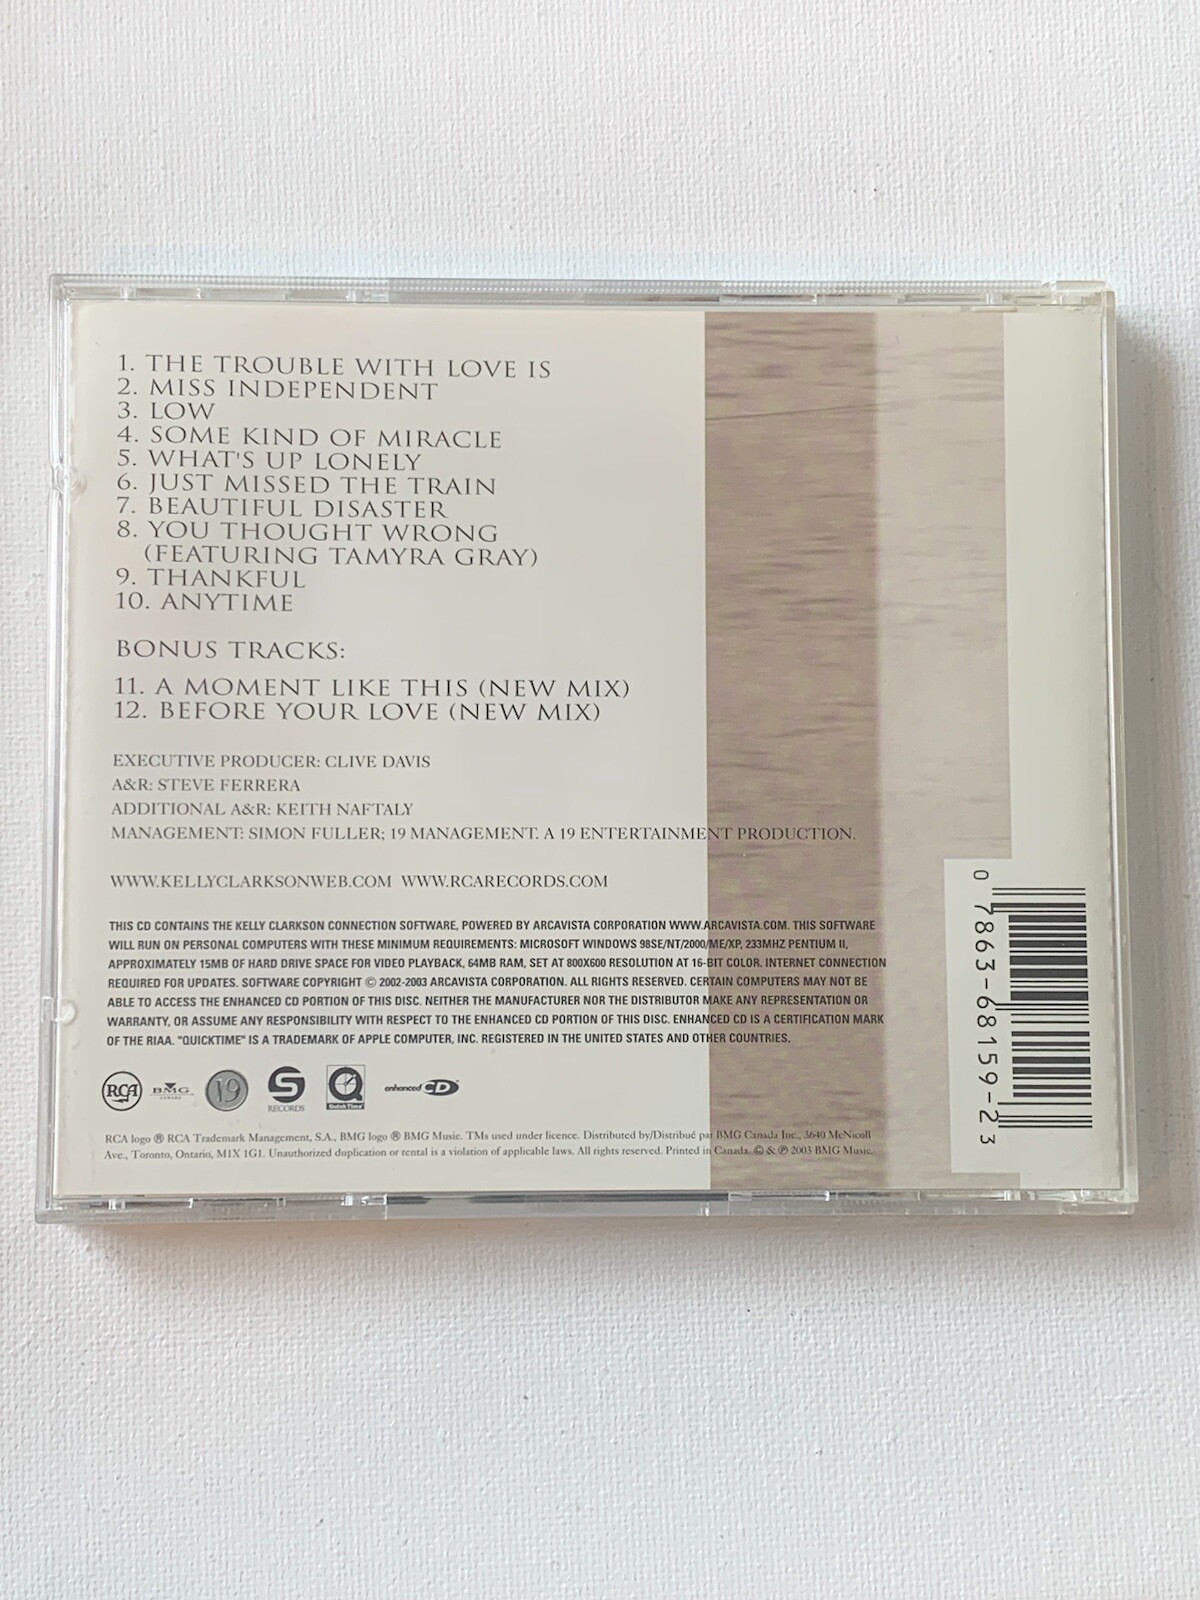 1. THE TROUBLE WITH LOVE IS
2. MISS INDEPENDENT
3. LOW
4. SOME KIND OF MIRACLE
5. WHAT'S UP LONELY
6. JUST MISSED THE TRAIN
7. BEAUTIFUL DISASTER
8. YOU THOUGHT WRONG
(FEATURING TAMYRA GRAY)
9. THANKFUL
10. ANYTIME
BONUS TRACKS:
11. A MOMENT LIKE THIS (NEW MIX)
12. BEFORE YOUR LOVE (NEW MIX)
EXECUTIVE PRODUCER: CLIVE DAVIS
A&R: STEVE FERRERA
ADDITIONAL A&R: KEITH NAFTALY
MANAGEMENT: SIMON FULLER; 19 MANAGEMENT. A 19 ENTERTAINMENT PRODUCTION.
WWW.KELLYCLARKSONWEB.COM WWW.RCARECORDS.COM
THIS CD CONTAINS THE KELLY CLARKSON CONNECTION SOFTWARE, POWERED BY ARCAVISTA CORPORATION WWW.ARCAVISTA.COM. THIS SOFTWARE
WILL RUN ON PERSONAL COMPUTERS WITH THESE MINIMUM REQUIREMENTS: MICROSOFT WINDOWS 98SE/NT/2000/ME/XP, 233MHZ PENTIUM II,
APPROXIMATELY 15MB OF HARD DRIVE SPACE FOR VIDEO PLAYBACK, 64MB RAM, SET AT 800X600 RESOLUTION AT 16-BIT COLOR. INTERNET CONNECTION
REQUIRED FOR UPDATES. SOFTWARE COPYRIGHT © 2002-2003 ARCAVISTA CORPORATION. ALL RIGHTS RESERVED. CERTAIN COMPUTERS MAY NOT BE
ABLE TO ACCESS THE ENHANCED CD PORTION OF THIS DISC. NEITHER THE MANUFACTURER NOR THE DISTRIBUTOR MAKE ANY REPRESENTATION OR
WARRANTY, OR ASSUME ANY RESPONSIBILITY WITH RESPECT TO THE ENHANCED CD PORTION OF THIS DISC. ENHANCED CD IS A CERTIFICATION MARK
OF THE RIAA. "QUICKTIME" IS A TRADEMARK OF APPLE COMPUTER, INC. REGISTERED IN THE UNITED STATES AND OTHER COUNTRIES.
RCA BMG CANADA 19 S RECORDS QuickTime enhanced CD
RCA logo ® RCA Trademark Management, S.A., BMG logo ® BMG Music. TMs used under licence. Distributed by/Distribué par BMG Canada Inc., 3640 McNicoll
Ave., Toronto, Ontario, M1X 1G1. Unauthorized duplication or rental is a violation of applicable laws. All rights reserved. Printed in Canada. © & ℗ 2003 BMG Music.
0 7863-68159-2 3